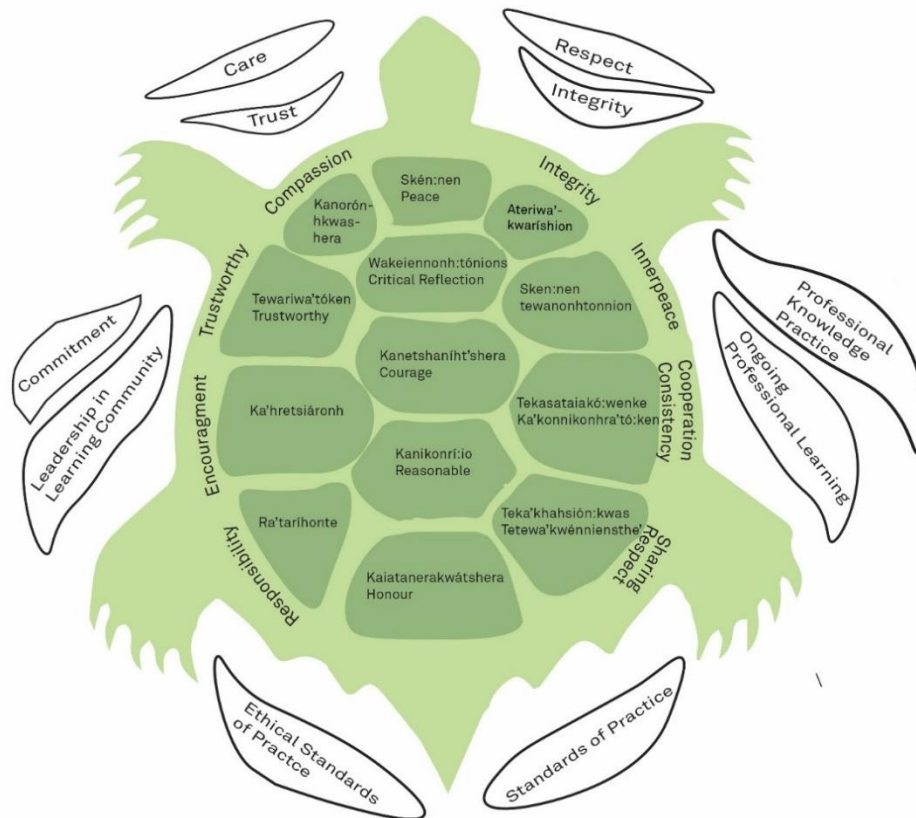 Care
Trust
Respect
Integrity
Compassion
Integrity
Skén:nen
Peace
Kanorón-
hkwas-
hera
Ateriwa'-
kwaríshion
Trustworthy
Innerpeace
Wakeiennonh:tónions
Critical Reflection
Tewariwa'tóken
Trustworthy
Sken:nen
tewanonhtonnion
Professional
Knowledge
Practice
Commitment
Leadership in
Learning Community
Kanetshaníht'shera
Courage
Ongoing
Professional Learning
Encouragment
Ka'hretsiáronh
Tekasataiakó:wenke
Ka'konnikonhra'tó:ken
Cooperation
Consistency
Kanikonrí:io
Reasonable
Responsibility
Ra'taríhonte
Teka'khahsión:kwas
Tetewa'kwénniensthe'
Sharing
Respect
Kaiatanerakwátshera
Honour
Ethical Standards
of Practce
Standards of Practice